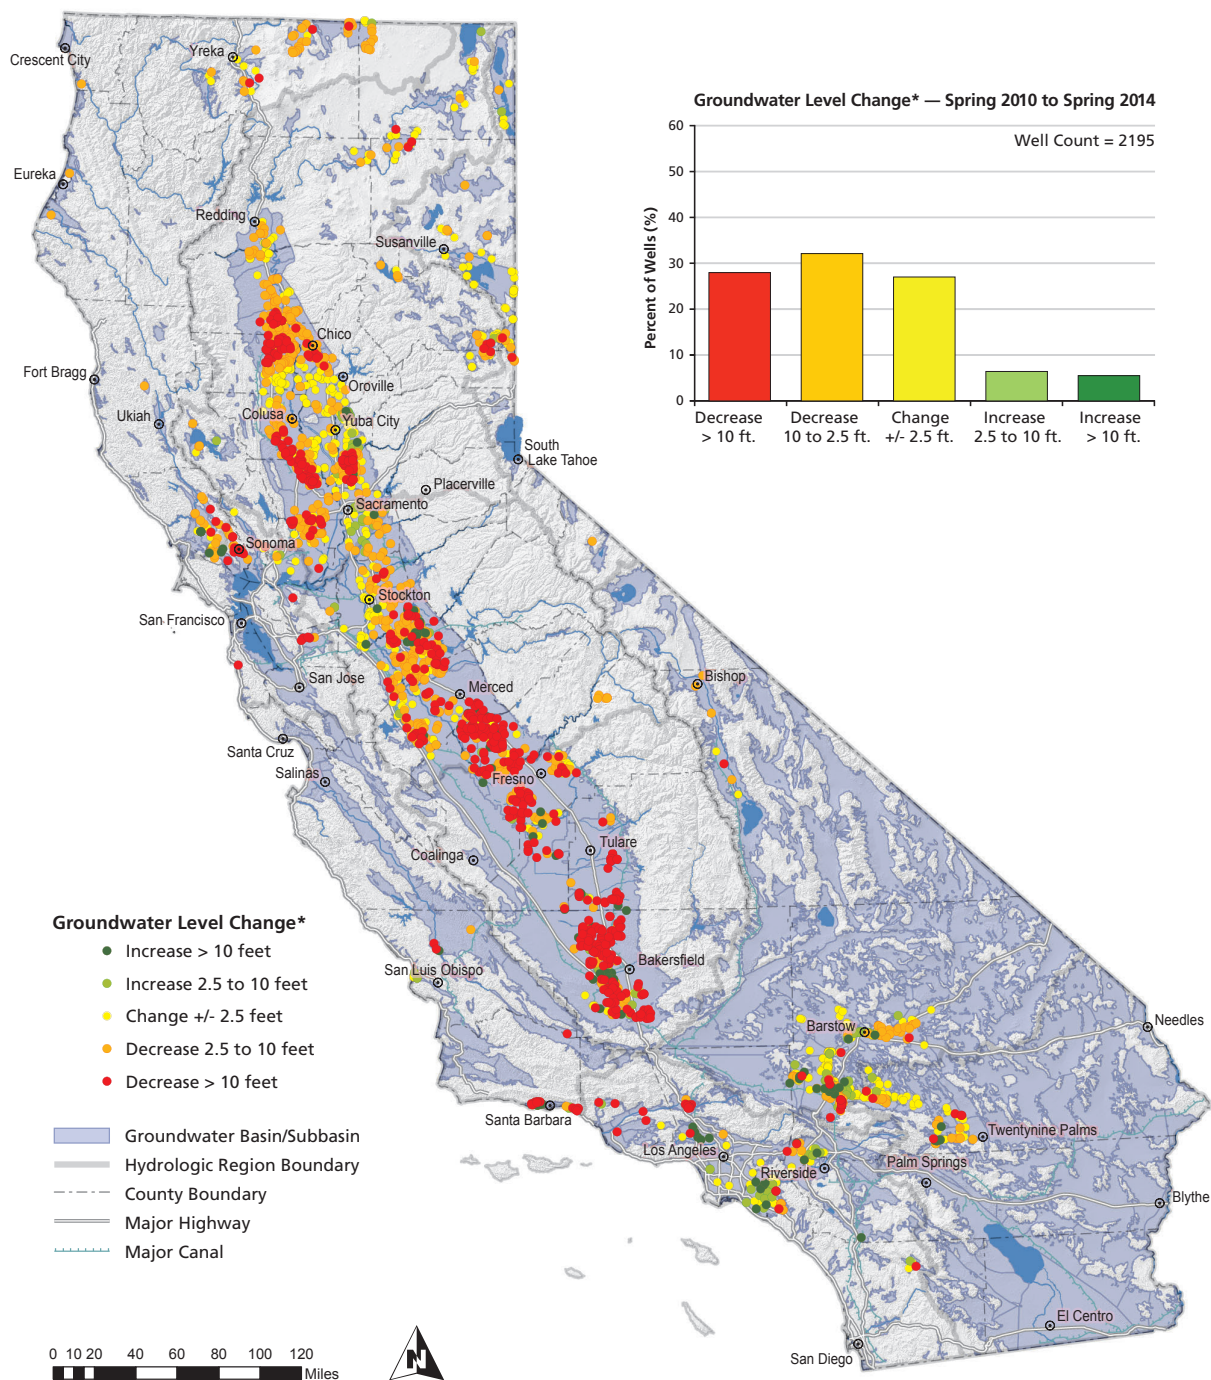 Crescent City
Yreka
Eureka
Redding
Susanville
Chico
Fort Bragg
Oroville
Ukiah
Colusa
Yuba City
South
Lake Tahoe
Placerville
Sacramento
Sonoma
Stockton
San Francisco
San Jose
Merced
Bishop
Santa Cruz
Salinas
Fresno
Tulare
Coalinga
San Luis Obispo
Bakersfield
Barstow
Needles
Santa Barbara
Los Angeles
Riverside
Twentynine Palms
Palm Springs
Blythe
El Centro
San Diego
Groundwater Level Change* — Spring 2010 to Spring 2014
Well Count = 2195
Percent of Wells (%)
60
50
40
30
20
10
0
Decrease
> 10 ft.
Decrease
10 to 2.5 ft.
Change
+/- 2.5 ft.
Increase
2.5 to 10 ft.
Increase
> 10 ft.
Groundwater Level Change*
Increase > 10 feet
Increase 2.5 to 10 feet
Change +/- 2.5 feet
Decrease 2.5 to 10 feet
Decrease > 10 feet
Groundwater Basin/Subbasin
Hydrologic Region Boundary
County Boundary
Major Highway
Major Canal
0 10 20 40 60 80 100 120
Miles
N